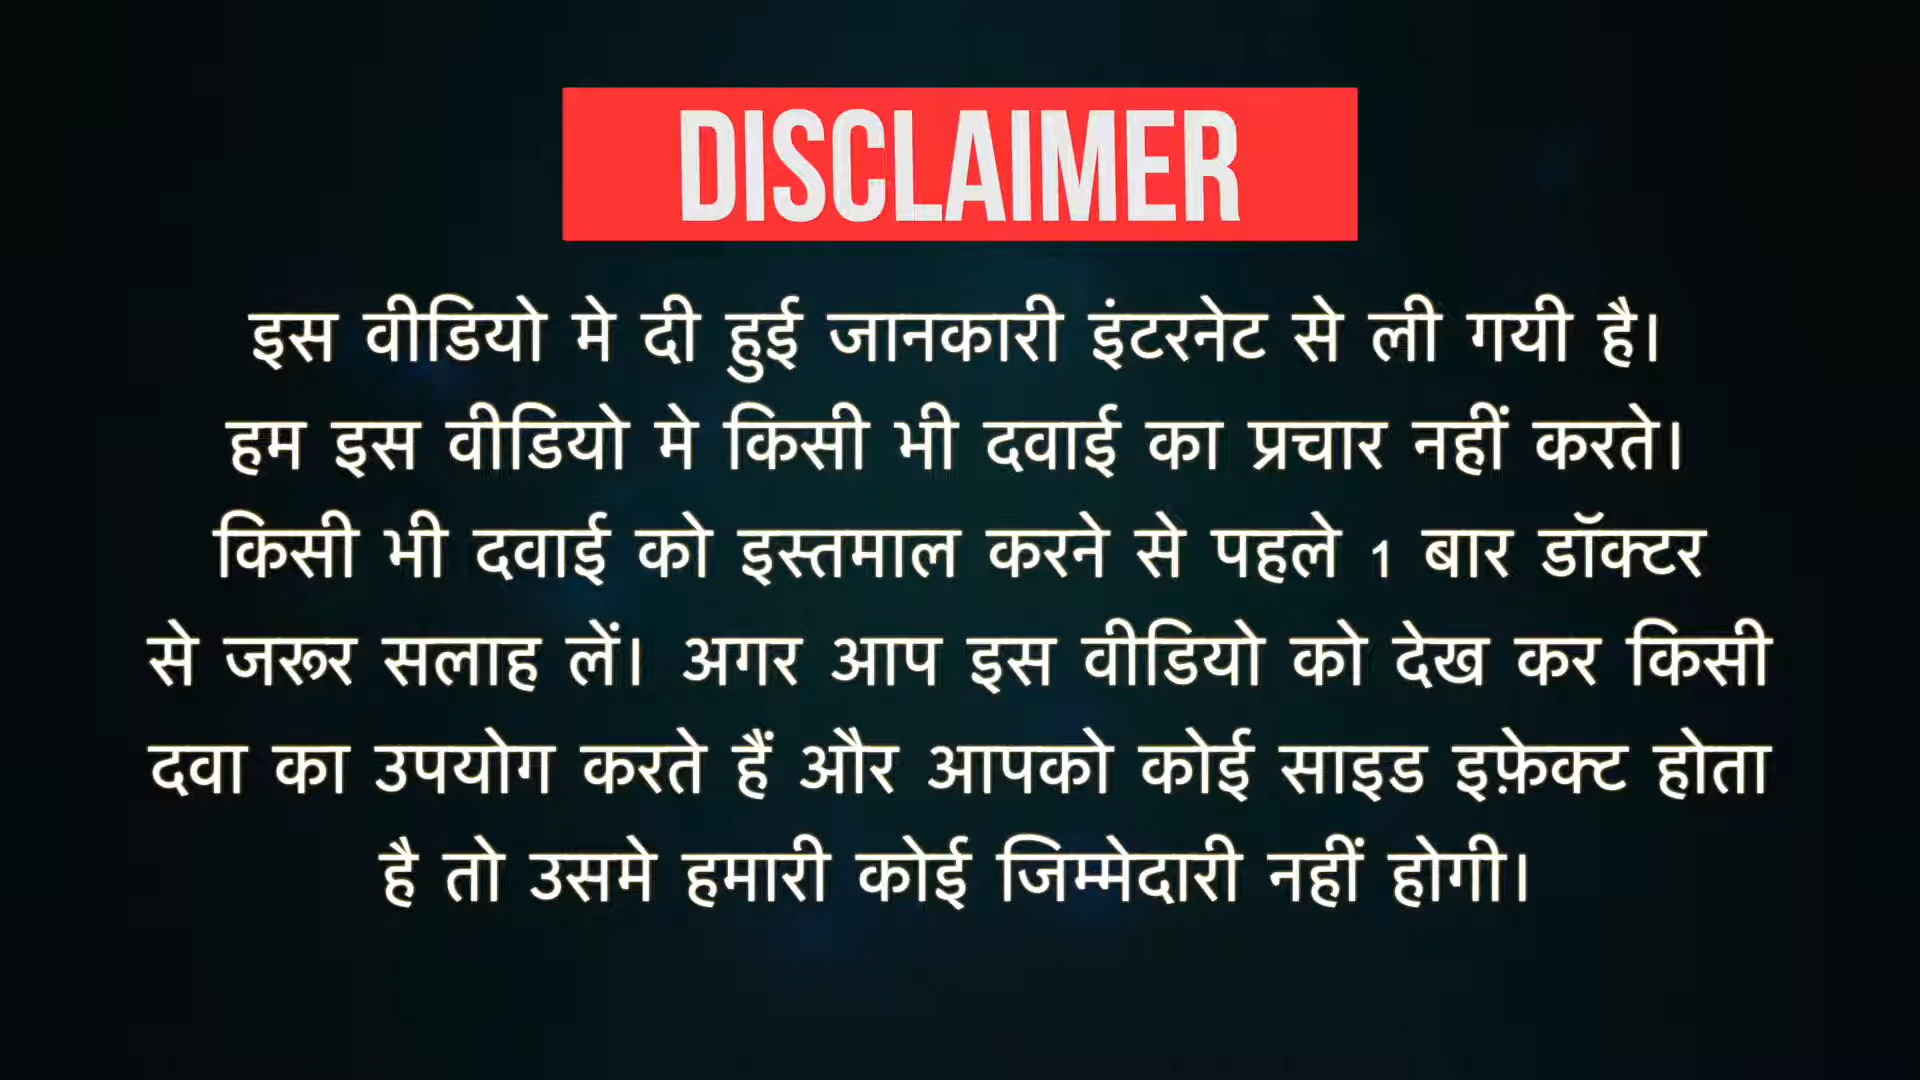 DISCLAIMER
इस वीडियो मे दी हुई जानकारी इंटरनेट से ली गयी है।
हम इस वीडियो मे किसी भी दवाई का प्रचार नहीं करते।
किसी भी दवाई को इस्तमाल करने से पहले 1 बार डॉक्टर
से जरूर सलाह लें। अगर आप इस वीडियो को देख कर किसी
दवा का उपयोग करते हैं और आपको कोई साइड इफ़ेक्ट होता
है तो उसमे हमारी कोई जिम्मेदारी नहीं होगी।